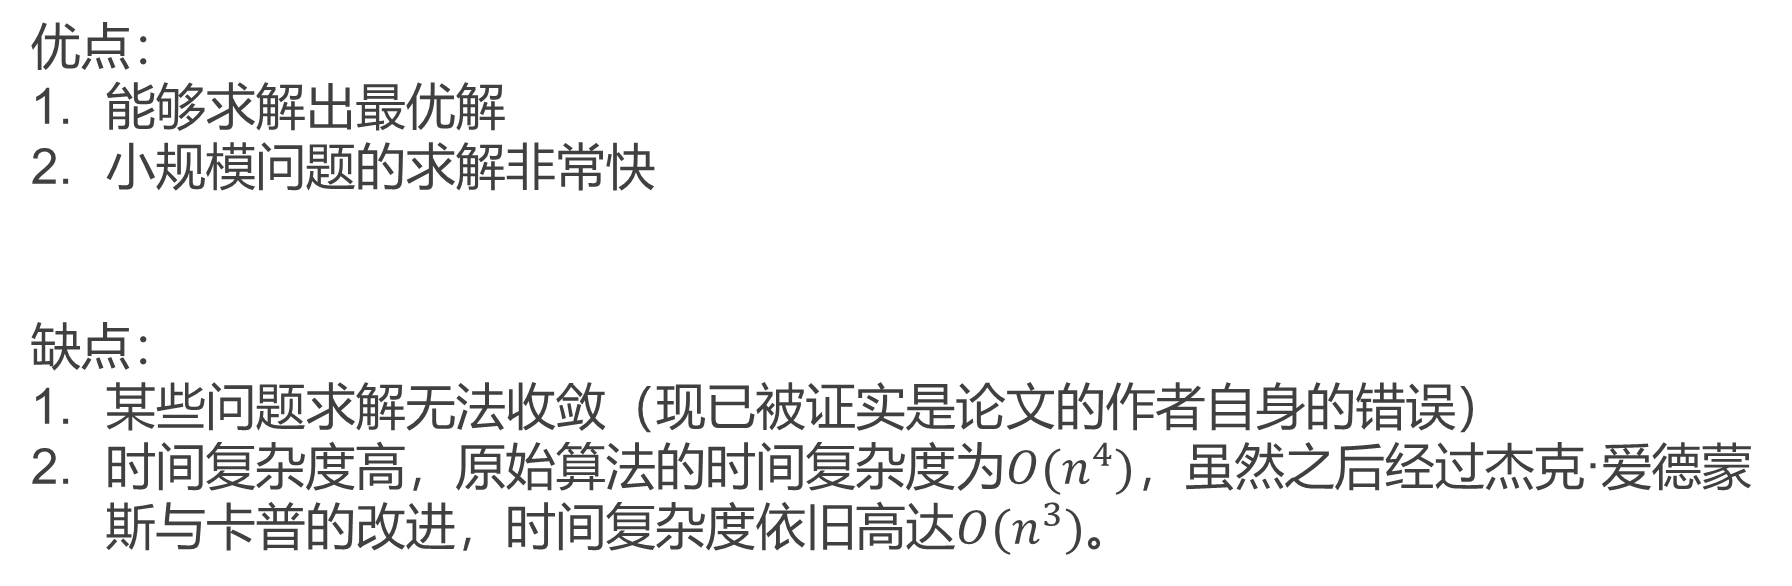 优点：
1. 能够求解出最优解
2. 小规模问题的求解非常快
缺点：
1. 某些问题求解无法收敛（现已被证实是论文的作者自身的错误）
2. 时间复杂度高，原始算法的时间复杂度为𝑂(𝑛⁴)，虽然之后经过杰克·爱德蒙
斯与卡普的改进，时间复杂度依旧高达𝑂(𝑛³)。